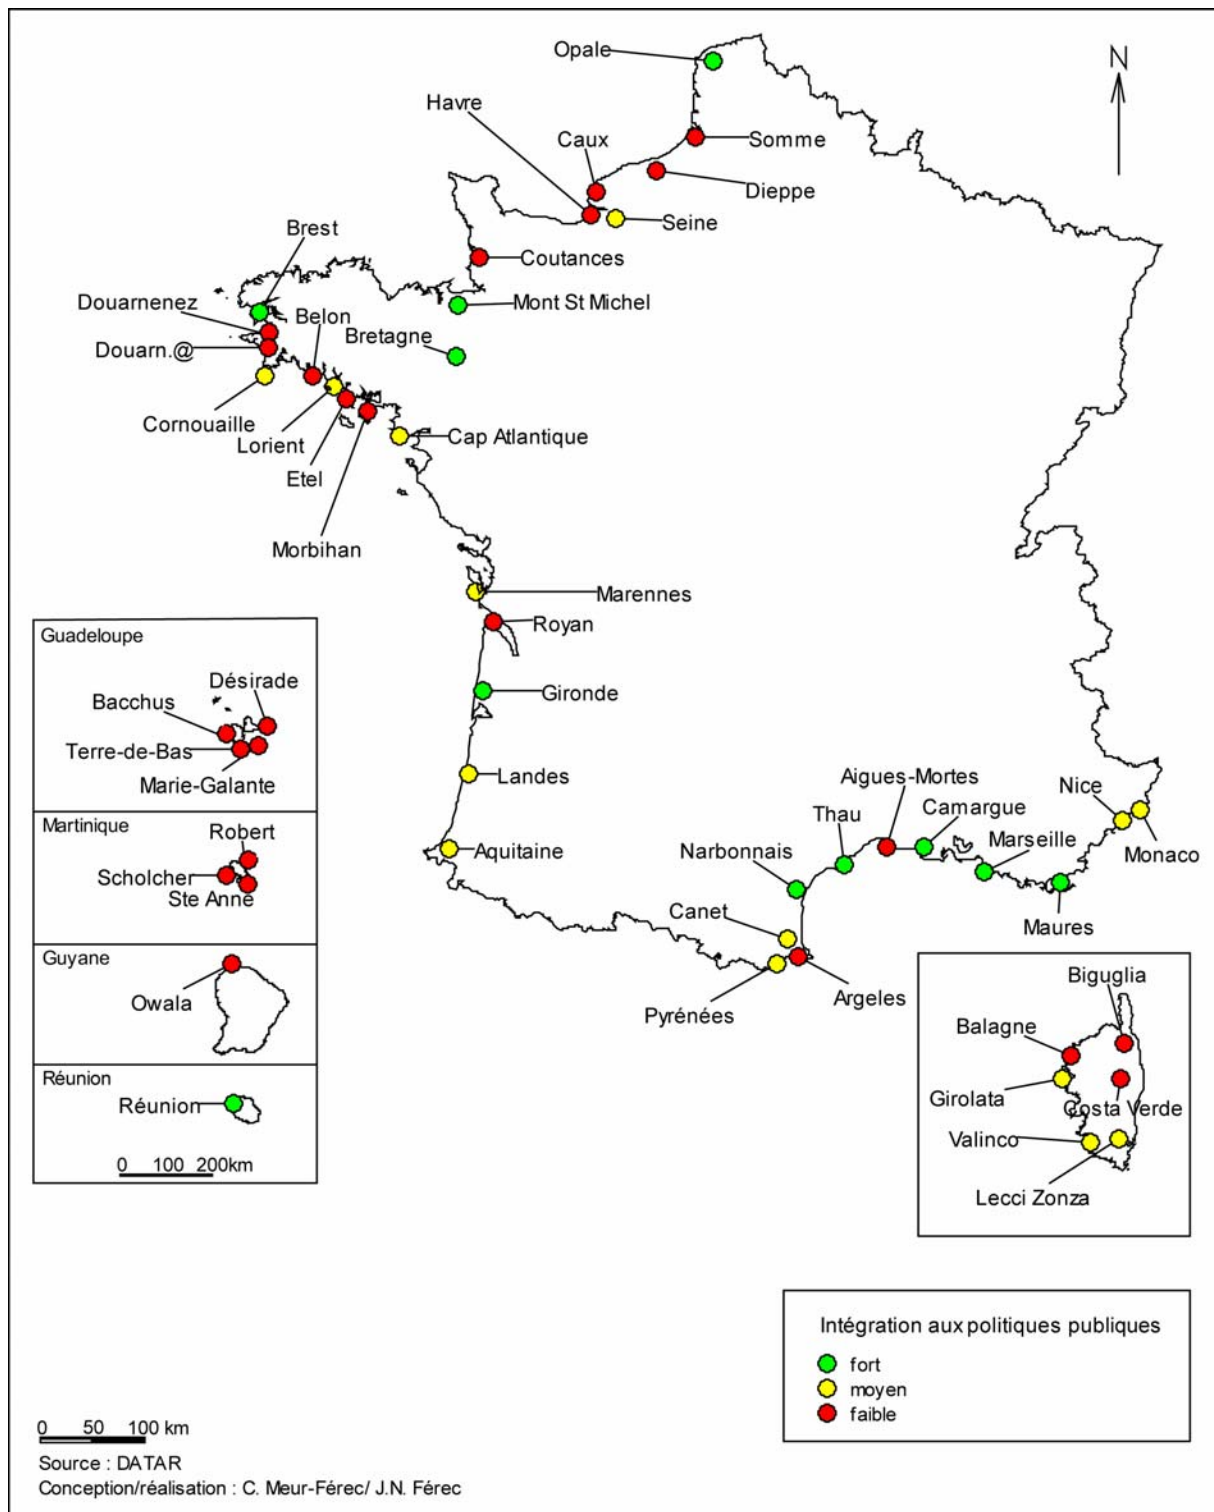 Opale
N
Havre
Caux
Somme
Dieppe
Seine
Brest
Coutances
Douarnenez
Belon
Mont St Michel
Bretagne
Douarn.@
Cornouaille
Lorient
Cap Atlantique
Etel
Morbihan
Marennes
Royan
Gironde
Landes
Aquitaine
Aigues-Mortes
Nice
Camargue
Thau
Marseille
Narbonnais
Monaco
Canet
Maures
Argeles
Pyrénées
Guadeloupe
Désirade
Bacchus
Terre-de-Bas
Marie-Galante
Martinique
Robert
Scholcher
Ste Anne
Guyane
Owala
Réunion
Réunion
0 100 200km
Biguglia
Balagne
Girolata
Costa Verde
Valinco
Lecci Zonza
Intégration aux politiques publiques
fort
moyen
faible
0 50 100 km
Source : DATAR
Conception/réalisation : C. Meur-Férec/ J.N. Férec